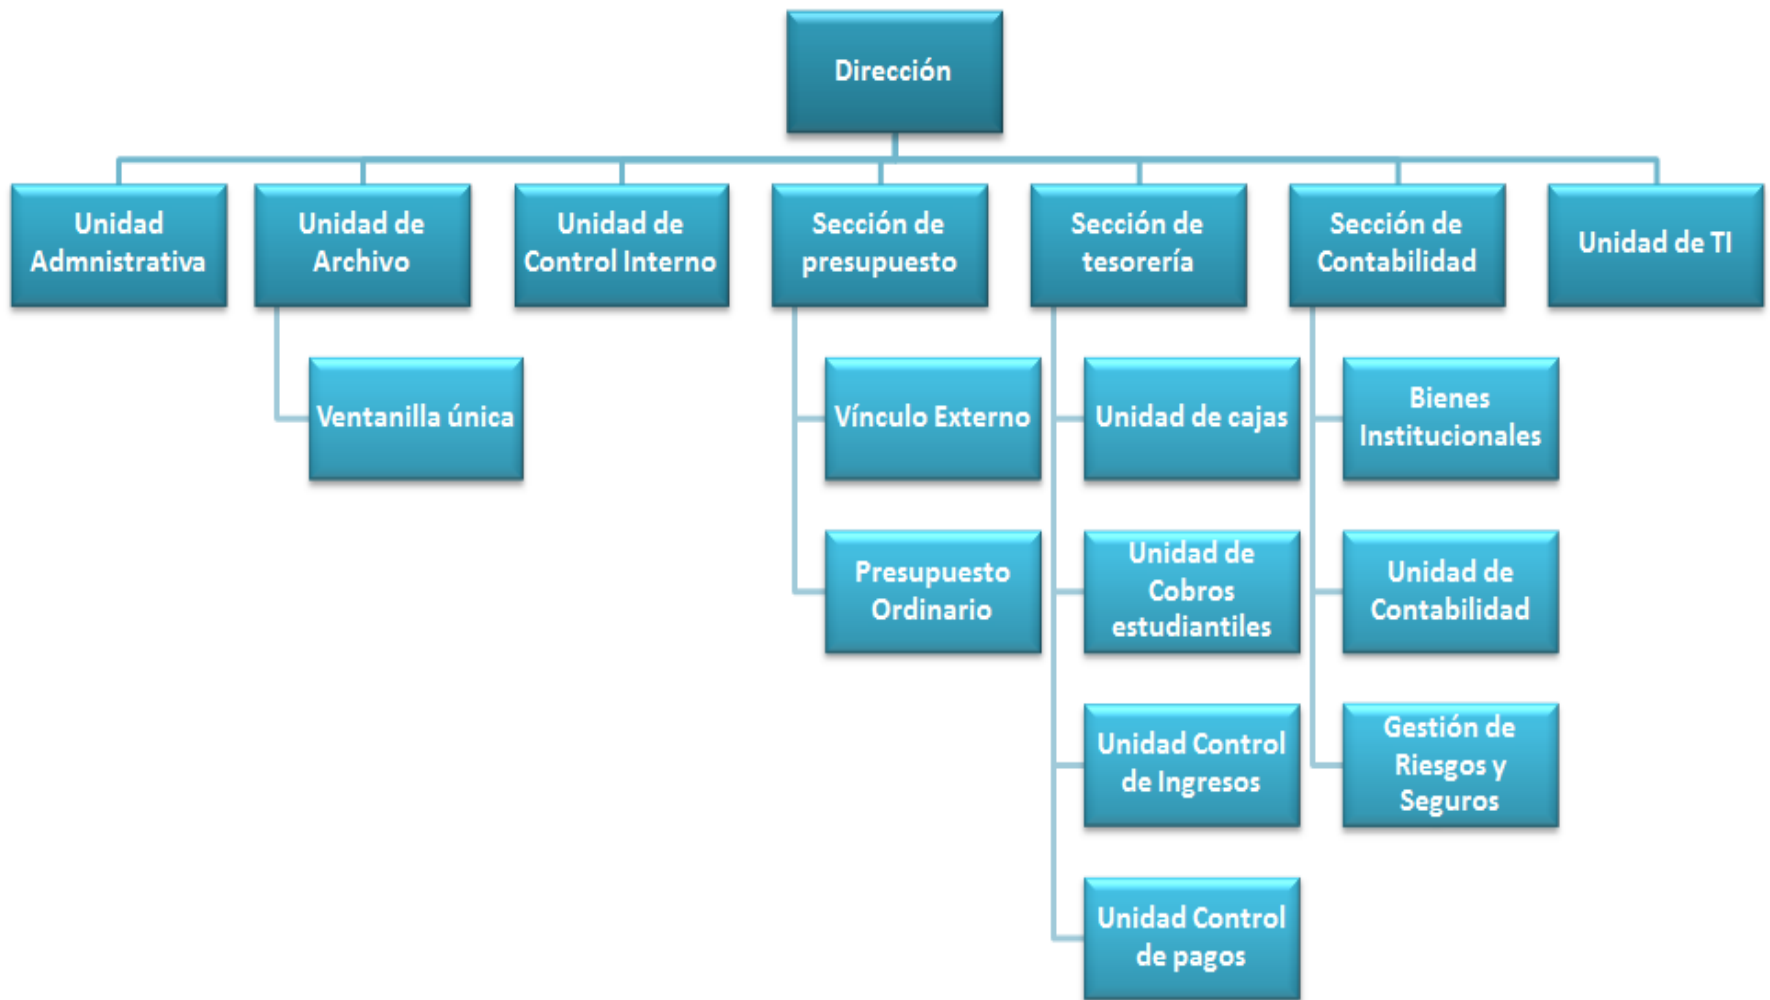 Dirección
Unidad
Admnistrativa
Unidad de
Archivo
Unidad de
Control Interno
Sección de
presupuesto
Sección de
tesorería
Sección de
Contabilidad
Unidad de TI
Ventanilla única
Vínculo Externo
Unidad de cajas
Bienes
Institucionales
Presupuesto
Ordinario
Unidad de
Cobros
estudiantiles
Unidad de
Contabilidad
Unidad Control
de Ingresos
Gestión de
Riesgos y
Seguros
Unidad Control
de pagos